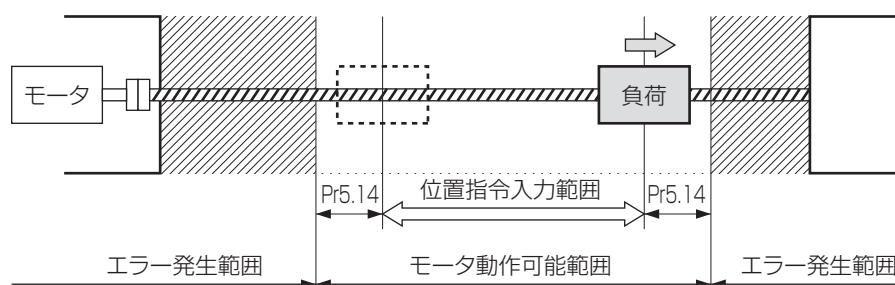 モータ
負荷
Pr5.14
位置指令入力範囲
Pr5.14
エラー発生範囲
モータ動作可能範囲
エラー発生範囲